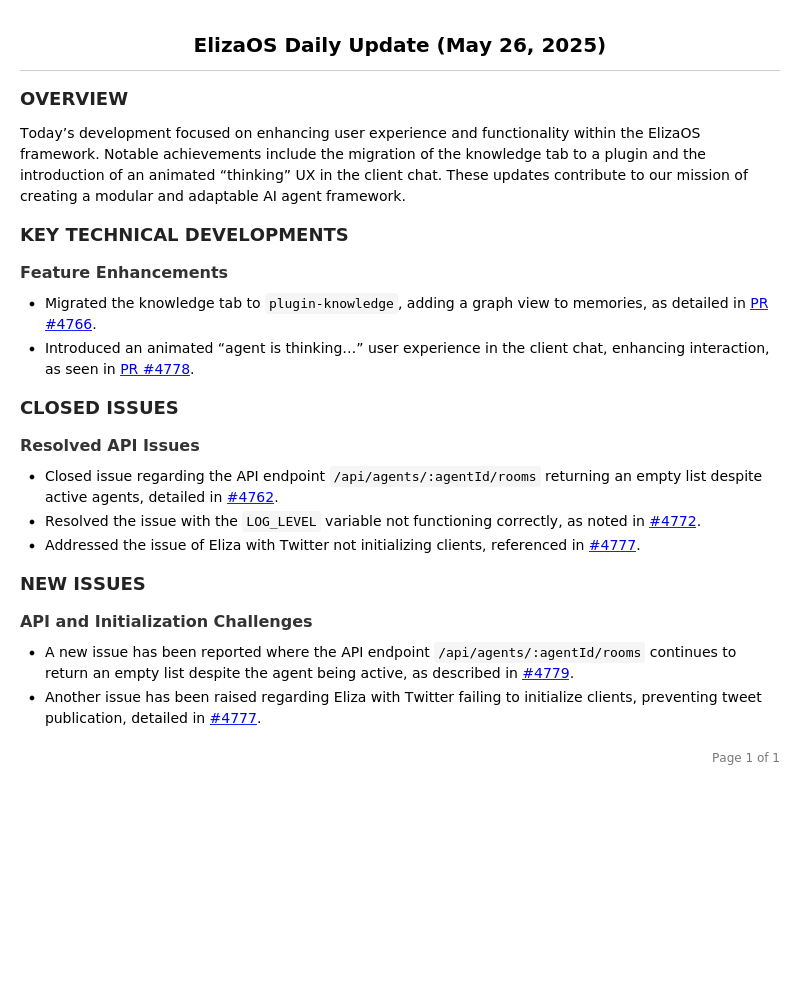 ElizaOS Daily Update (May 26, 2025)
OVERVIEW
Today’s development focused on enhancing user experience and functionality within the ElizaOS
framework. Notable achievements include the migration of the knowledge tab to a plugin and the
introduction of an animated “thinking” UX in the client chat. These updates contribute to our mission of
creating a modular and adaptable AI agent framework.
KEY TECHNICAL DEVELOPMENTS
Feature Enhancements
• Migrated the knowledge tab to plugin-knowledge, adding a graph view to memories, as detailed in PR
#4766.
• Introduced an animated “agent is thinking…” user experience in the client chat, enhancing interaction,
as seen in PR #4778.
CLOSED ISSUES
Resolved API Issues
• Closed issue regarding the API endpoint /api/agents/:agentId/rooms returning an empty list despite
active agents, detailed in #4762.
• Resolved the issue with the LOG_LEVEL variable not functioning correctly, as noted in #4772.
• Addressed the issue of Eliza with Twitter not initializing clients, referenced in #4777.
NEW ISSUES
API and Initialization Challenges
• A new issue has been reported where the API endpoint /api/agents/:agentId/rooms continues to
return an empty list despite the agent being active, as described in #4779.
• Another issue has been raised regarding Eliza with Twitter failing to initialize clients, preventing tweet
publication, detailed in #4777.
Page 1 of 1